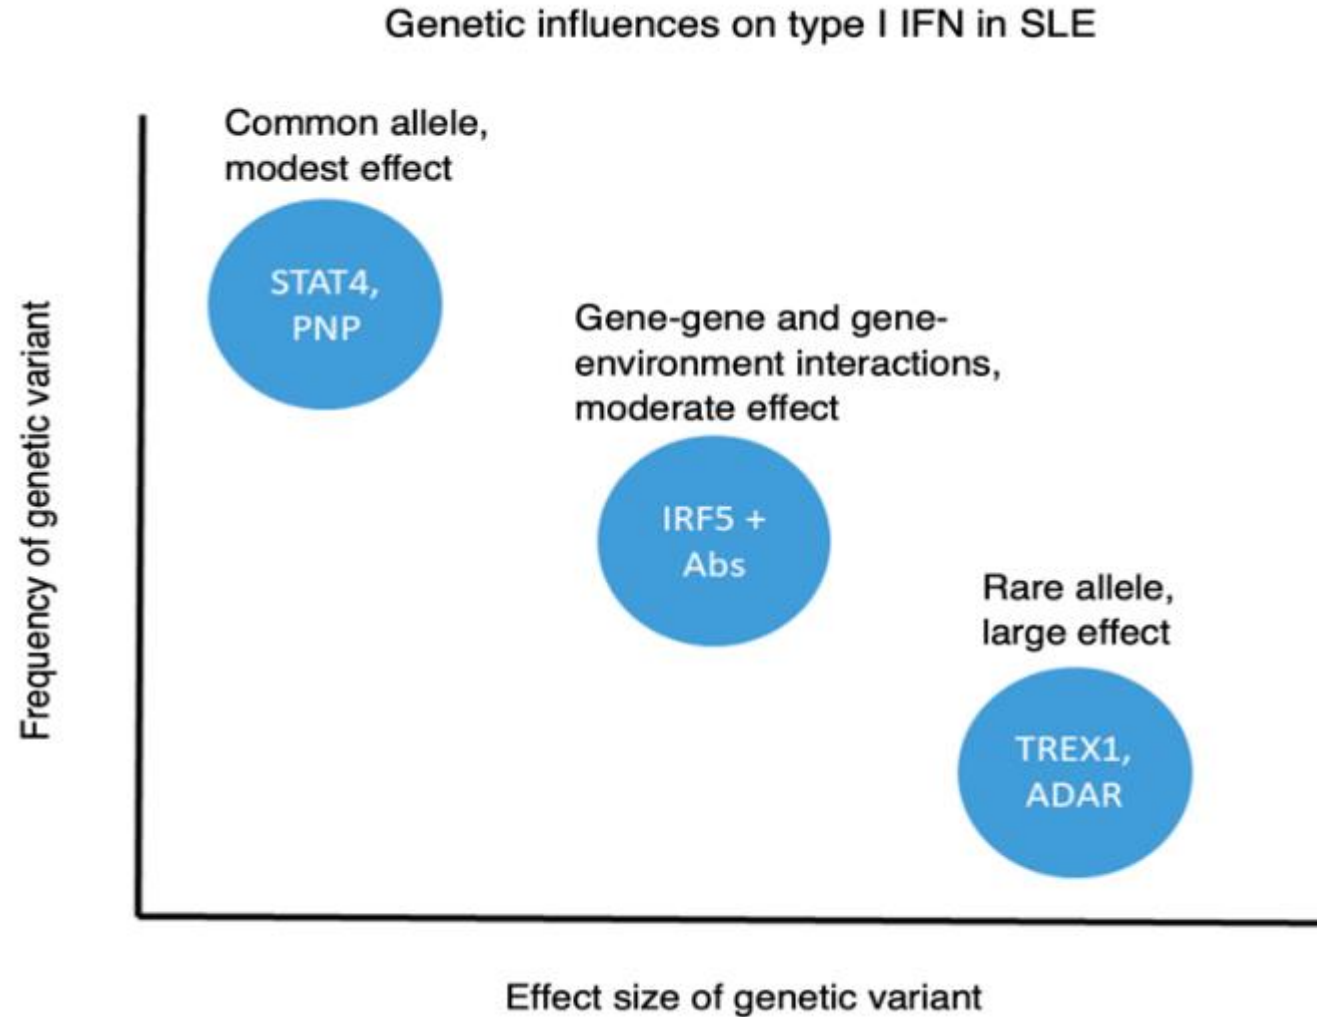 Genetic influences on type I IFN in SLE
Common allele,
modest effect
STAT4,
PNP
Gene-gene and gene-
environment interactions,
moderate effect
IRF5 +
Abs
Rare allele,
large effect
TREX1,
ADAR
Frequency of genetic variant
Effect size of genetic variant